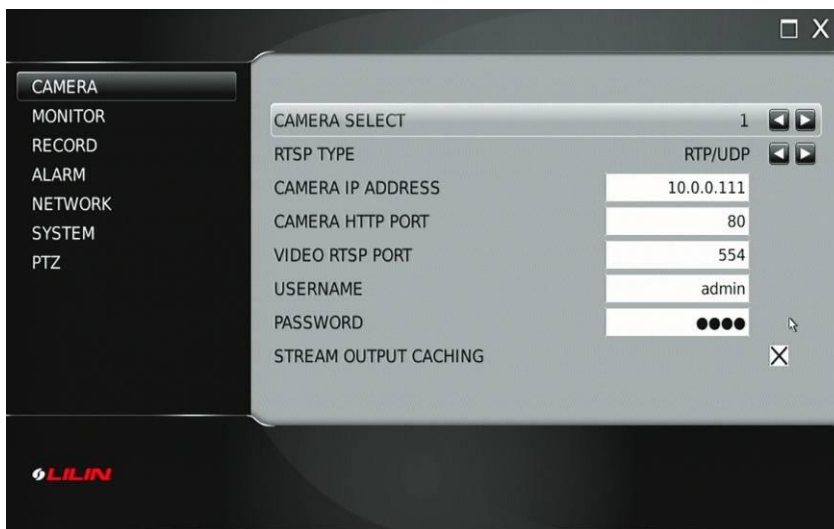 X
CAMERA
MONITOR
RECORD
ALARM
NETWORK
SYSTEM
PTZ
CAMERA SELECT 1
RTSP TYPE RTP/UDP
CAMERA IP ADDRESS 10.0.0.111
CAMERA HTTP PORT 80
VIDEO RTSP PORT 554
USERNAME admin
PASSWORD ●●●●
STREAM OUTPUT CACHING X
LILIN